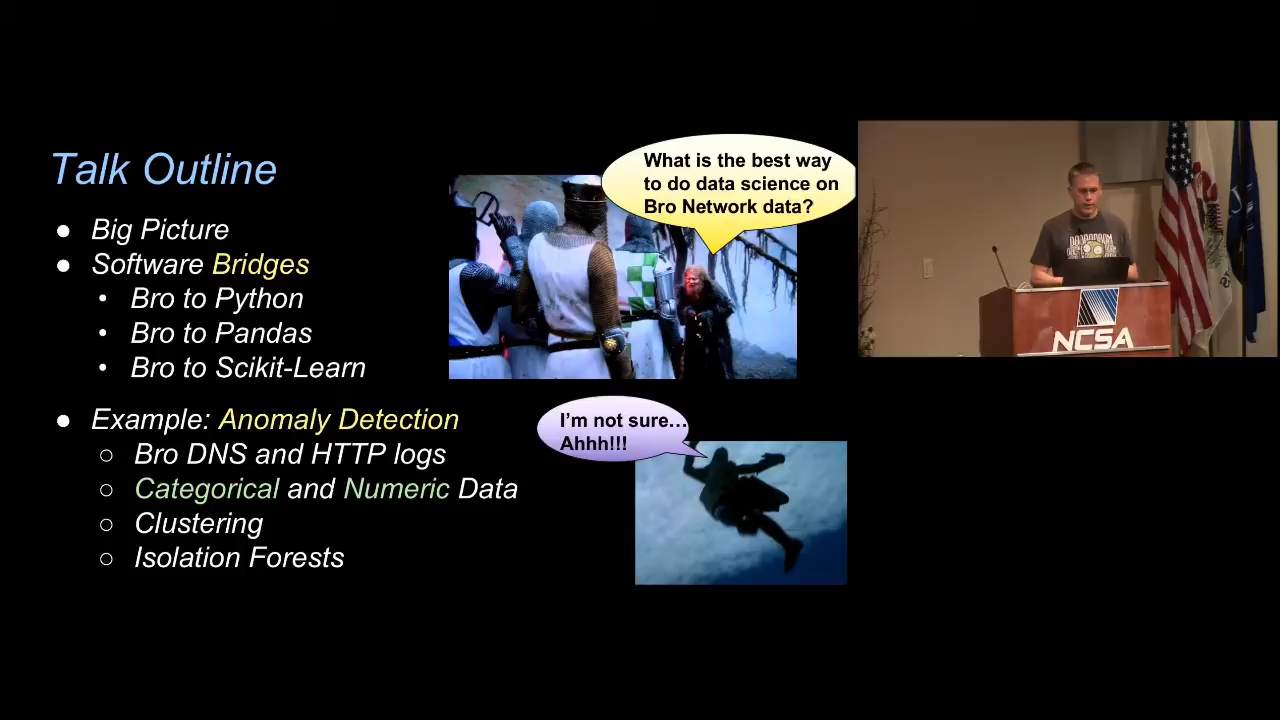 Talk Outline
● Big Picture
● Software Bridges
• Bro to Python
• Bro to Pandas
• Bro to Scikit-Learn
● Example: Anomaly Detection
○ Bro DNS and HTTP logs
○ Categorical and Numeric Data
○ Clustering
○ Isolation Forests
What is the best way
to do data science on
Bro Network data?
I'm not sure…
Ahhh!!!
NCSA